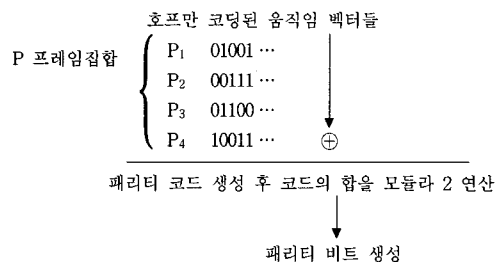 호프만 코딩된 움직임 벡터들
P 프레임집합
P1 01001 ···
P2 00111 ···
P3 01100 ···
P4 10011 ··· ⊕
패리티 코드 생성 후 코드의 합을 모듈라 2 연산
패리티 비트 생성